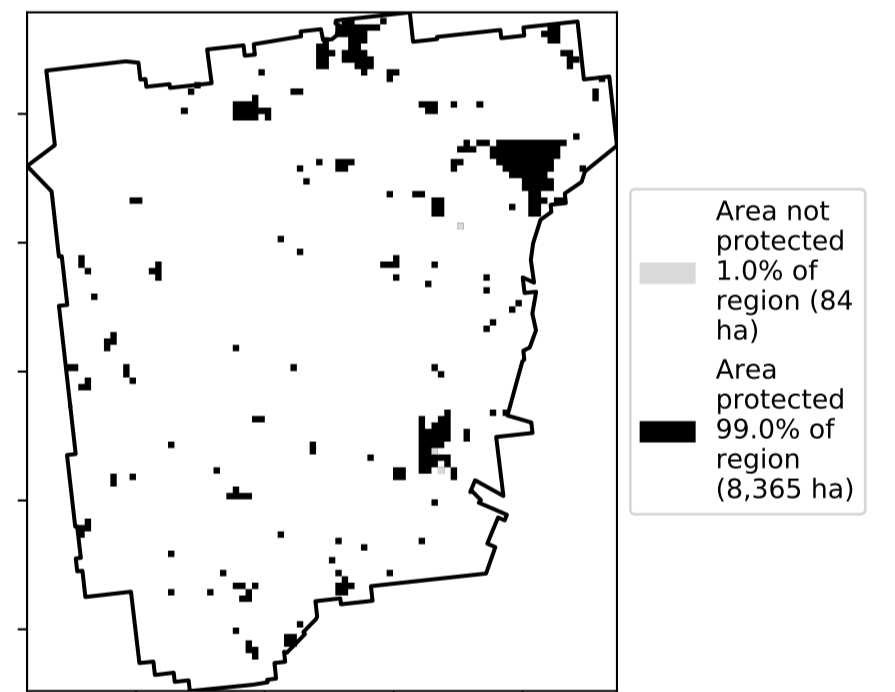 Area not
protected
1.0% of
region (84
ha)
Area
protected
99.0% of
region
(8,365 ha)